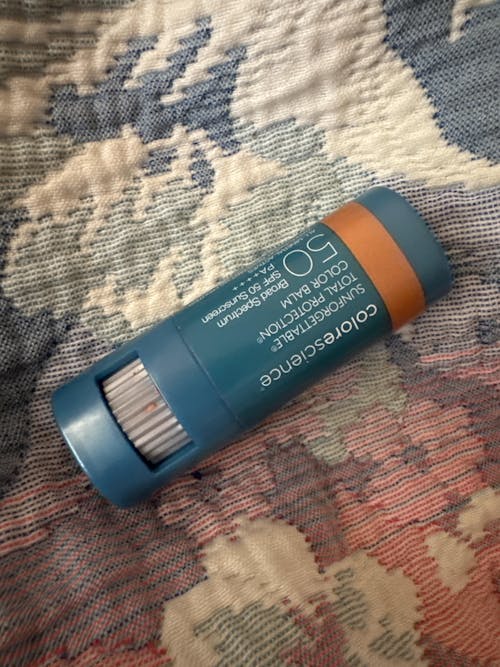 colorescience®
SUNFORGETTABLE®
TOTAL PROTECTION®
COLOR BALM
50
Broad Spectrum
SPF 50 Sunscreen
PA++++